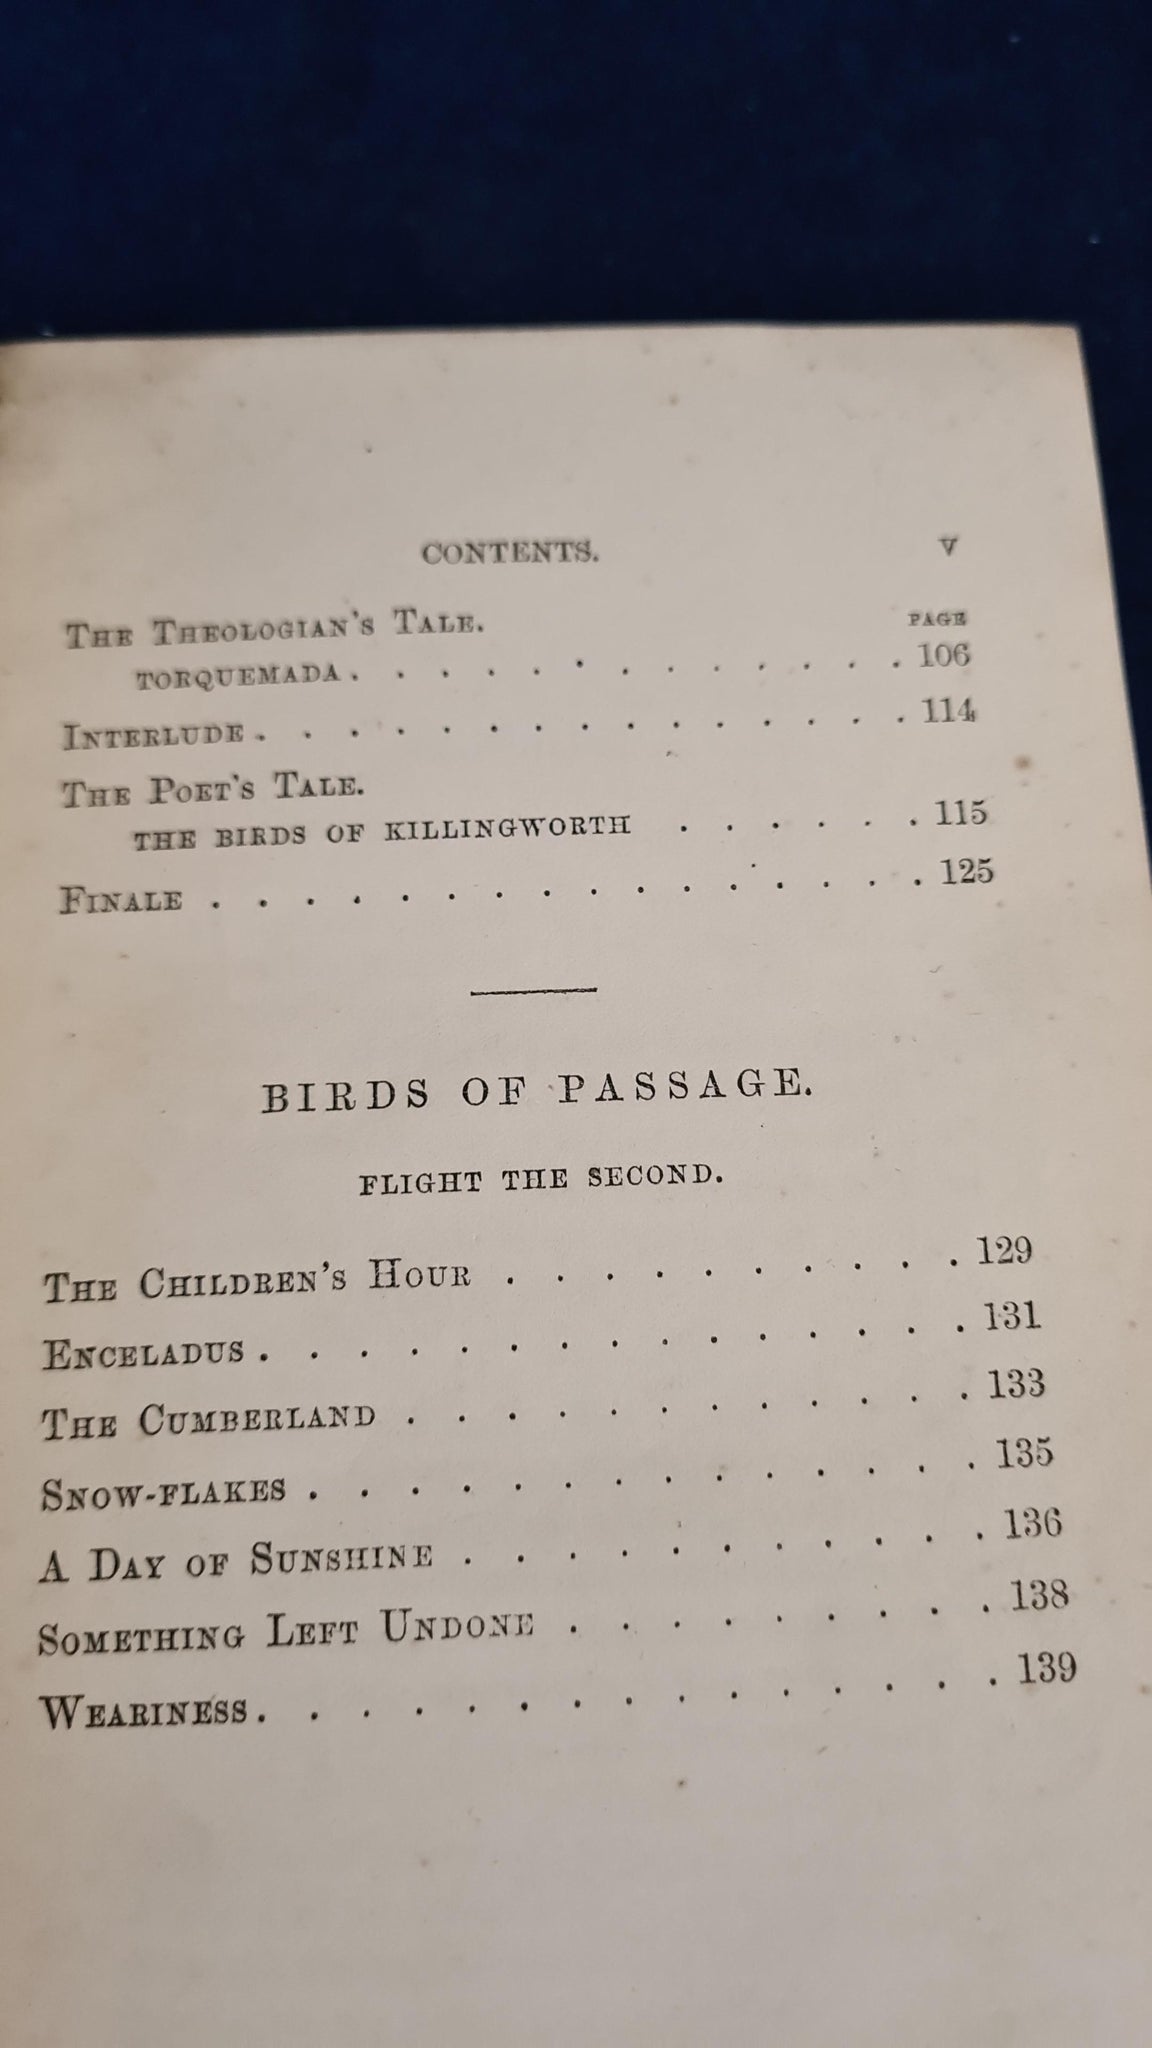 CONTENTS. V
THE THEOLOGIAN'S TALE. PAGE
TORQUEMADA . . . . . . . . . . . . . 106
INTERLUDE . . . . . . . . . . . . . . . 114
THE POET'S TALE.
THE BIRDS OF KILLINGWORTH . . . . . . 115
FINALE . . . . . . . . . . . . . . . . 125
BIRDS OF PASSAGE.
FLIGHT THE SECOND.
THE CHILDREN'S HOUR . . . . . . . . . . 129
ENCELADUS . . . . . . . . . . . . . . . 131
THE CUMBERLAND . . . . . . . . . . . . 133
SNOW-FLAKES . . . . . . . . . . . . . . 135
A DAY OF SUNSHINE . . . . . . . . . . . 136
SOMETHING LEFT UNDONE . . . . . . . . . 138
WEARINESS . . . . . . . . . . . . . . . 139